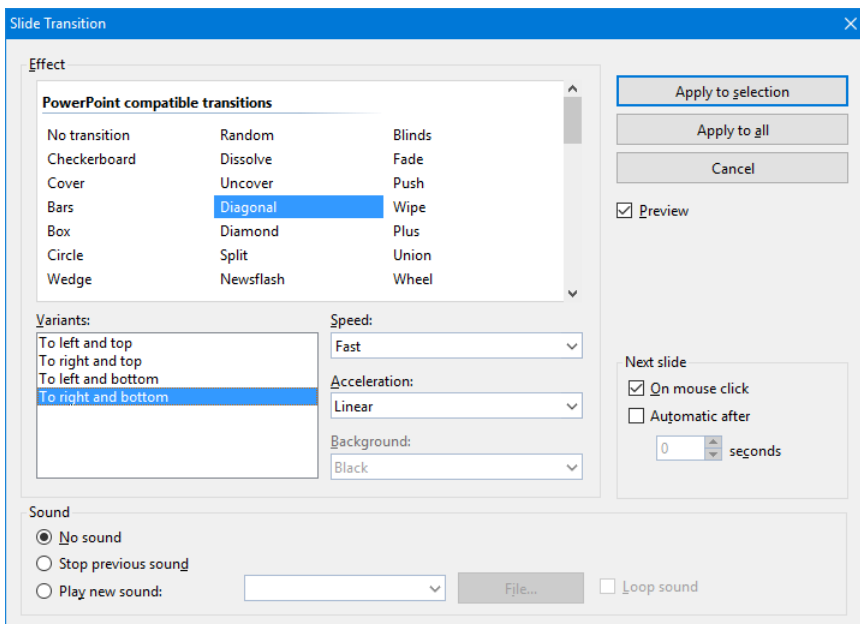 Slide Transition
Effect
PowerPoint compatible transitions
No transition Random Blinds
Checkerboard Dissolve Fade
Cover Uncover Push
Bars Diagonal Wipe
Box Diamond Plus
Circle Split Union
Wedge Newsflash Wheel
Apply to selection
Apply to all
Cancel
Preview
Variants:
To left and top
To right and top
To left and bottom
To right and bottom
Speed:
Fast
Acceleration:
Linear
Background:
Black
Next slide
On mouse click
Automatic after
0 seconds
Sound
No sound
Stop previous sound
Play new sound: File... Loop sound